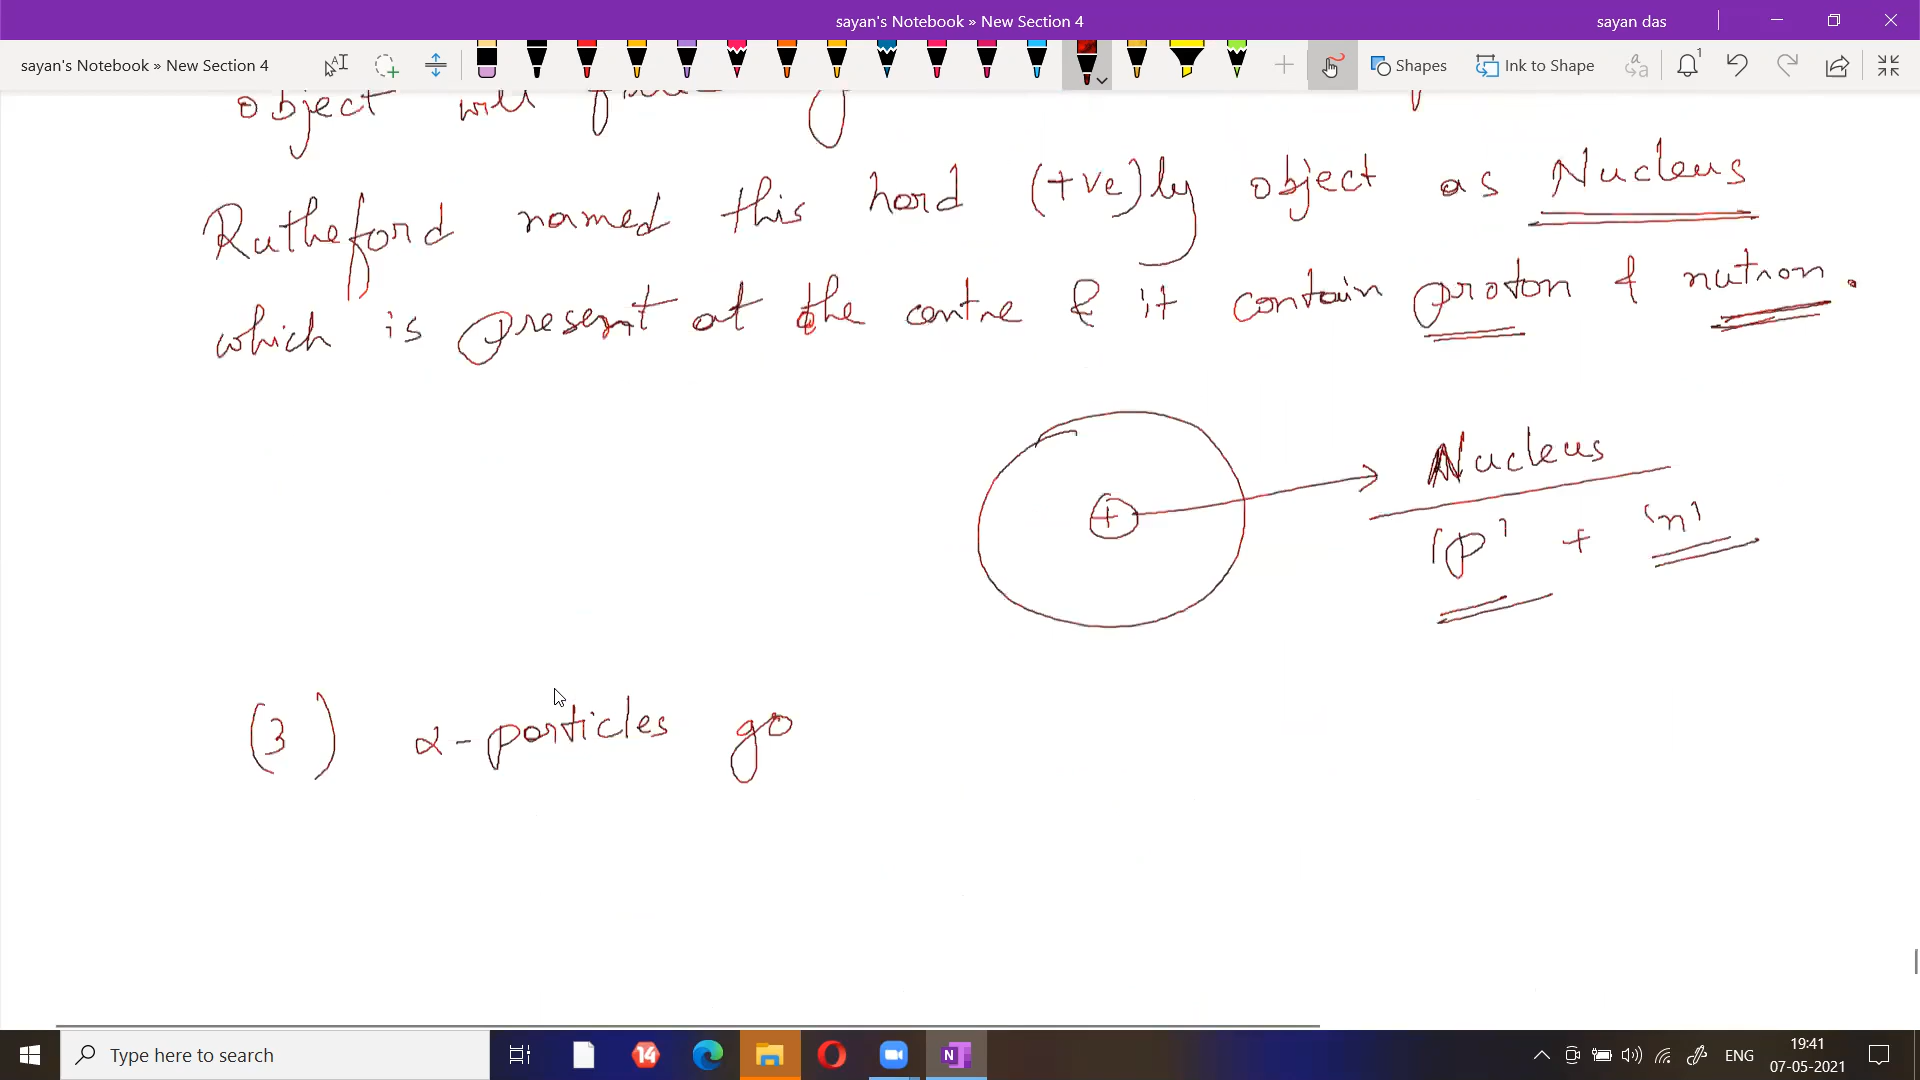 sayan's Notebook » New Section 4
sayan das
sayan's Notebook » New Section 4
Shapes
Ink to Shape
1
object will
Rutheford named this hard (+ve)ly object as Nucleus
which is present at the centre & it contain proton & nutron.
+
Nucleus
'p' + 'n'
(3) α-particles go
Type here to search
14
N
ENG
19:41
07-05-2021